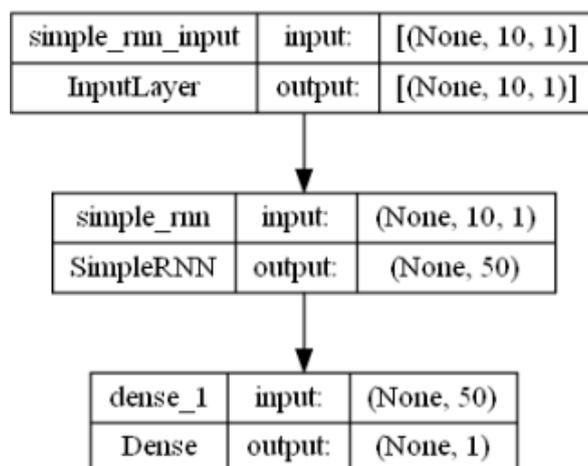 simple_rnn_input input: [(None, 10, 1)]
InputLayer output: [(None, 10, 1)]
simple_rnn input: (None, 10, 1)
SimpleRNN output: (None, 50)
dense_1 input: (None, 50)
Dense output: (None, 1)